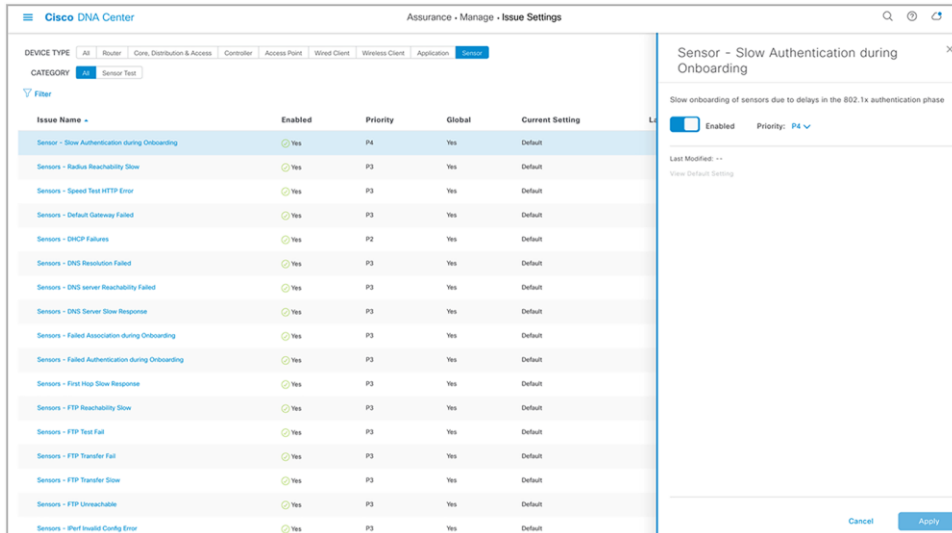 Cisco DNA Center
Assurance • Manage • Issue Settings
DEVICE TYPE All Router Core, Distribution & Access Controller Access Point Wired Client Wireless Client Application Sensor
CATEGORY All Sensor Test
Filter
Issue Name Enabled Priority Global Current Setting La
Sensor - Slow Authentication during Onboarding Yes P4 Yes Default
Sensors - Radius Reachability Slow Yes P3 Yes Default
Sensors - Speed Test HTTP Error Yes P3 Yes Default
Sensors - Default Gateway Failed Yes P3 Yes Default
Sensors - DHCP Failures Yes P2 Yes Default
Sensors - DNS Resolution Failed Yes P3 Yes Default
Sensors - DNS server Reachability Failed Yes P3 Yes Default
Sensors - DNS Server Slow Response Yes P3 Yes Default
Sensors - Failed Association during Onboarding Yes P3 Yes Default
Sensors - Failed Authentication during Onboarding Yes P3 Yes Default
Sensors - First Hop Slow Response Yes P3 Yes Default
Sensors - FTP Reachability Slow Yes P3 Yes Default
Sensors - FTP Test Fail Yes P3 Yes Default
Sensors - FTP Transfer Fail Yes P3 Yes Default
Sensors - FTP Transfer Slow Yes P3 Yes Default
Sensors - FTP Unreachable Yes P3 Yes Default
Sensors - IPerf Invalid Config Error Yes P3 Yes Default
Sensor - Slow Authentication during
Onboarding
Slow onboarding of sensors due to delays in the 802.1x authentication phase
Enabled Priority: P4
Last Modified: --
View Default Setting
Cancel Apply